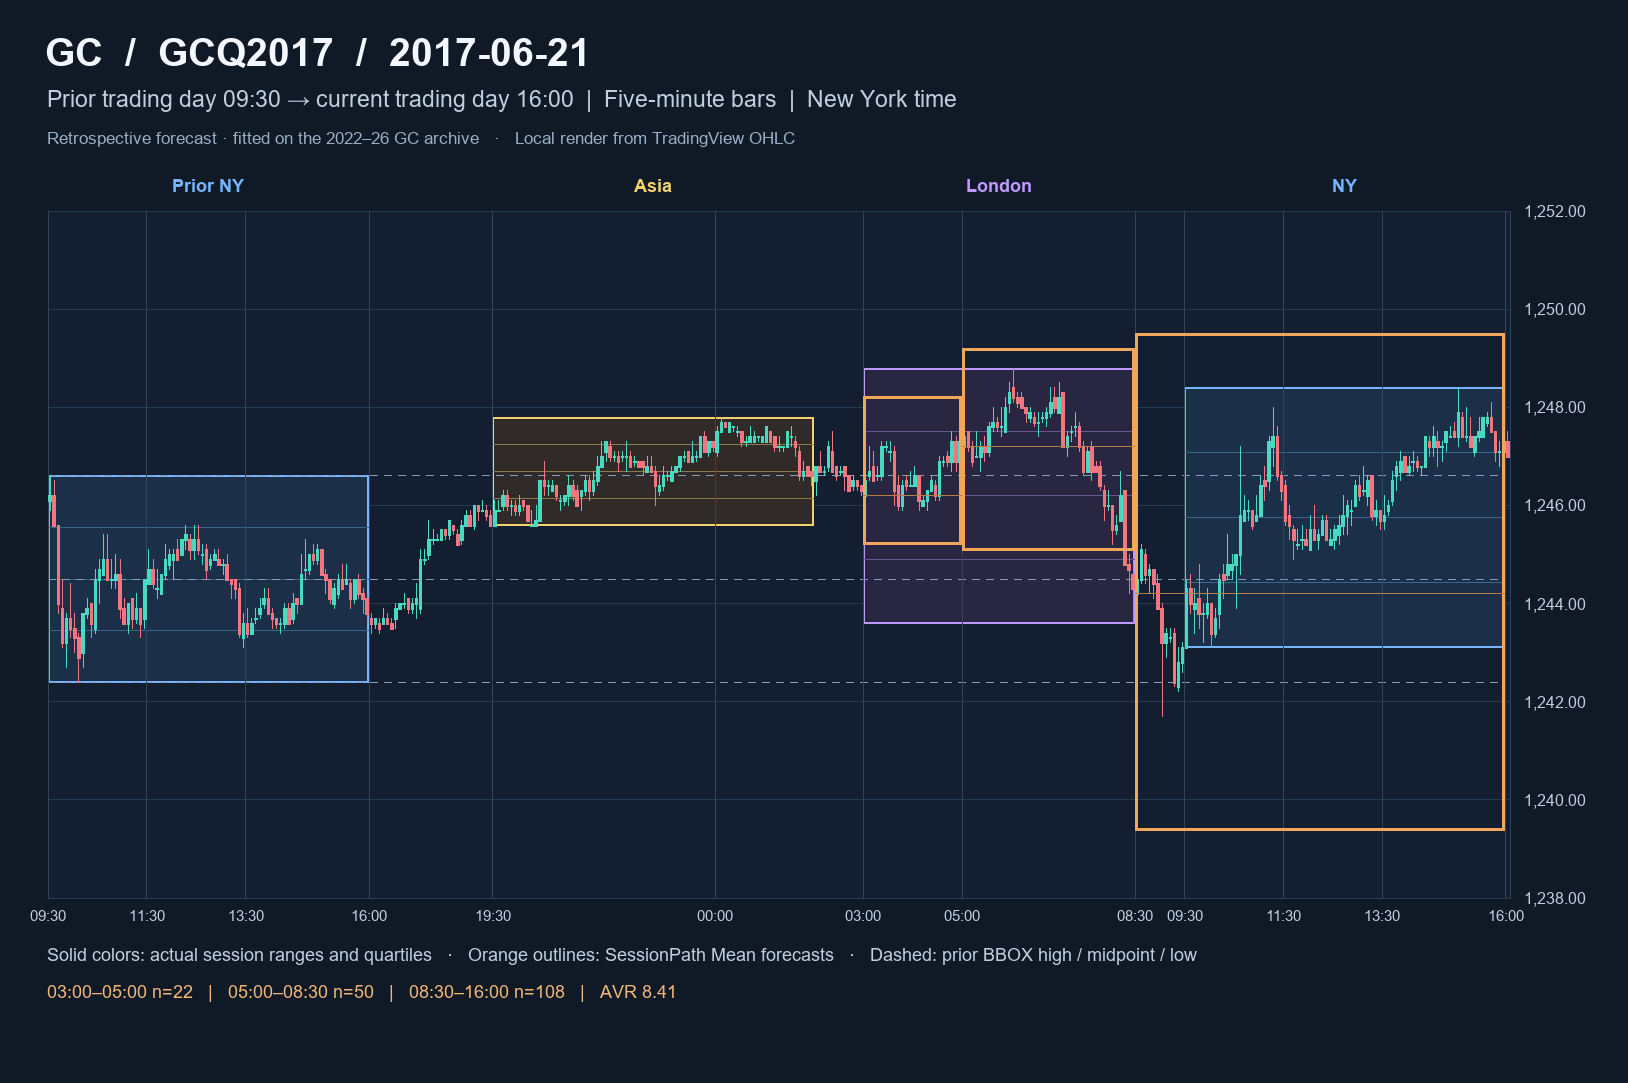 GC / GCQ2017 / 2017-06-21
Prior trading day 09:30 → current trading day 16:00 | Five-minute bars | New York time
Retrospective forecast · fitted on the 2022–26 GC archive · Local render from TradingView OHLC
Prior NY Asia London NY
1,252.00
1,250.00
1,248.00
1,246.00
1,244.00
1,242.00
1,240.00
1,238.00
09:30 11:30 13:30 16:00 19:30 00:00 03:00 05:00 08:30 09:30 11:30 13:30 16:00
Solid colors: actual session ranges and quartiles · Orange outlines: SessionPath Mean forecasts · Dashed: prior BBOX high / midpoint / low
03:00–05:00 n=22 | 05:00–08:30 n=50 | 08:30–16:00 n=108 | AVR 8.41